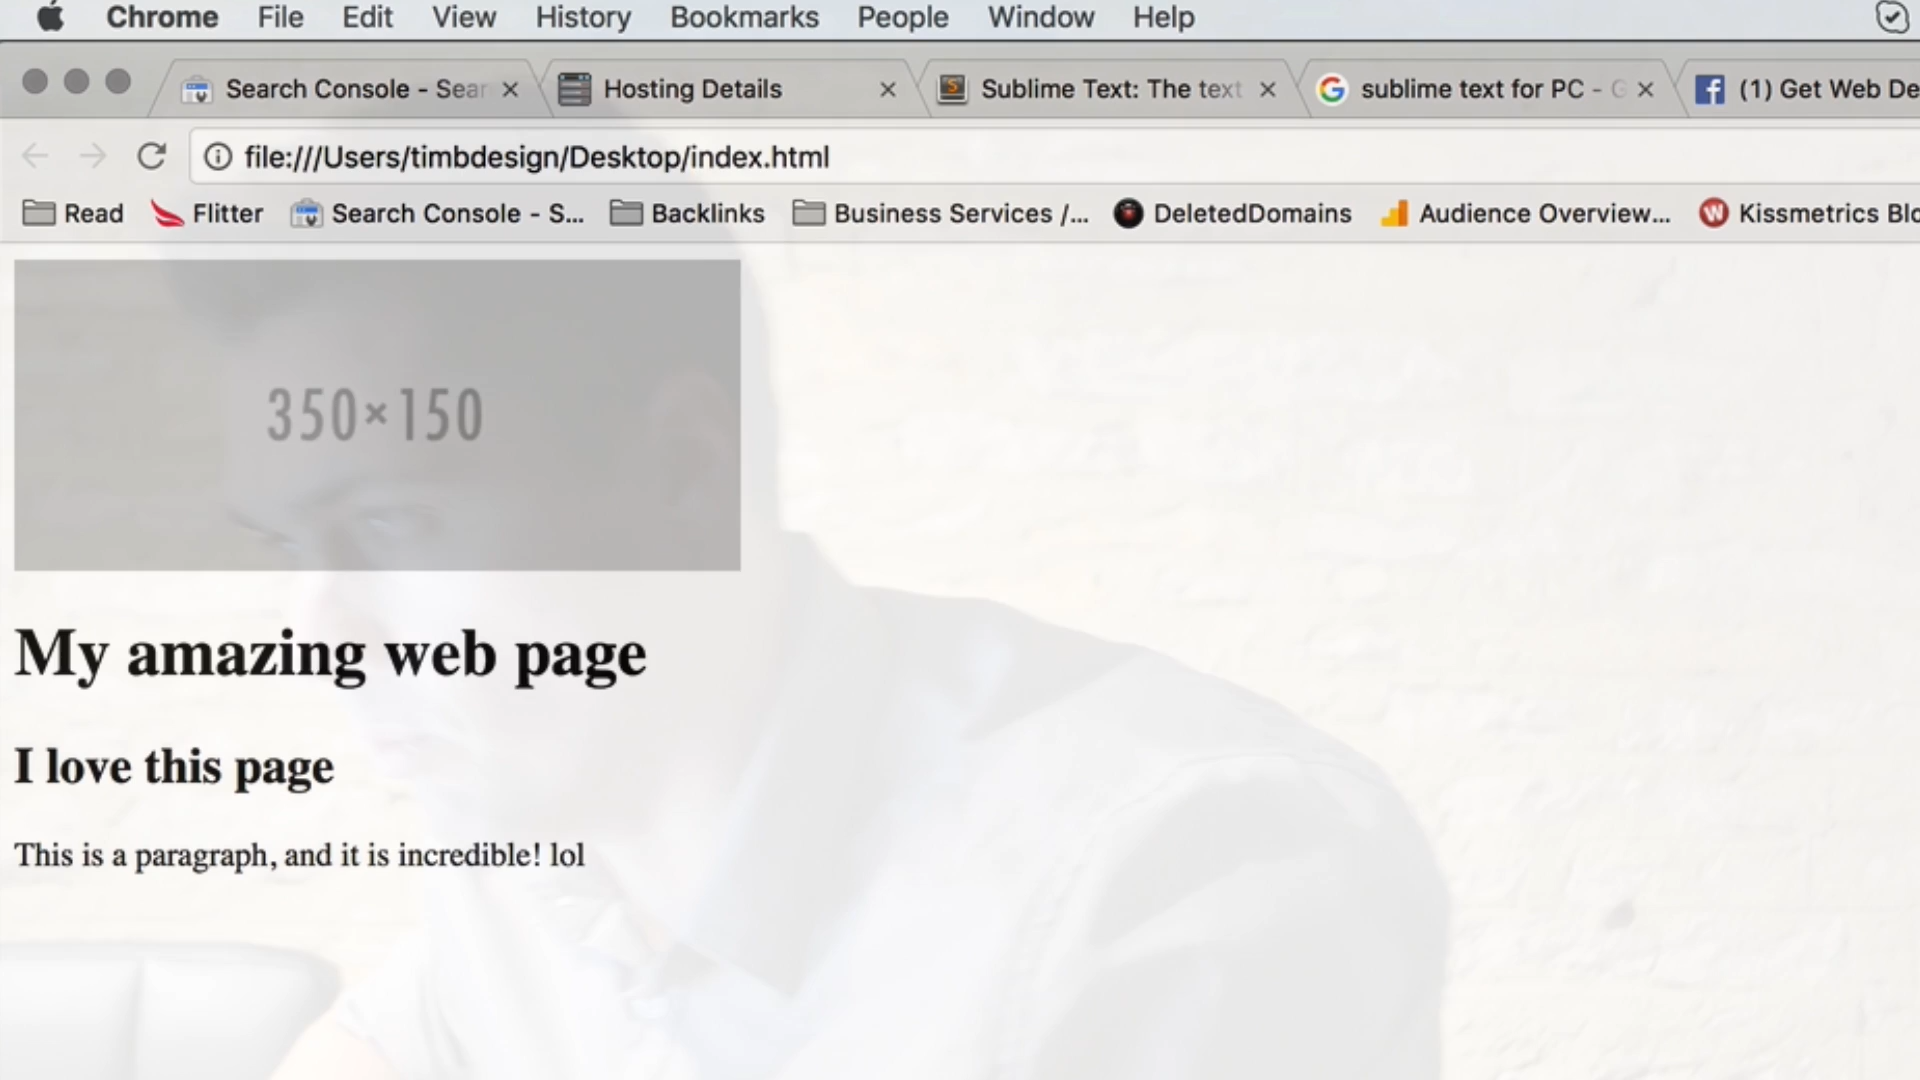 Chrome File Edit View History Bookmarks People Window Help
Search Console - Sear Hosting Details Sublime Text: The text sublime text for PC - G (1) Get Web De
file:///Users/timbdesign/Desktop/index.html
Read Flitter Search Console - S... Backlinks Business Services /... DeletedDomains Audience Overview... Kissmetrics Blo
350×150
My amazing web page
I love this page
This is a paragraph, and it is incredible! lol